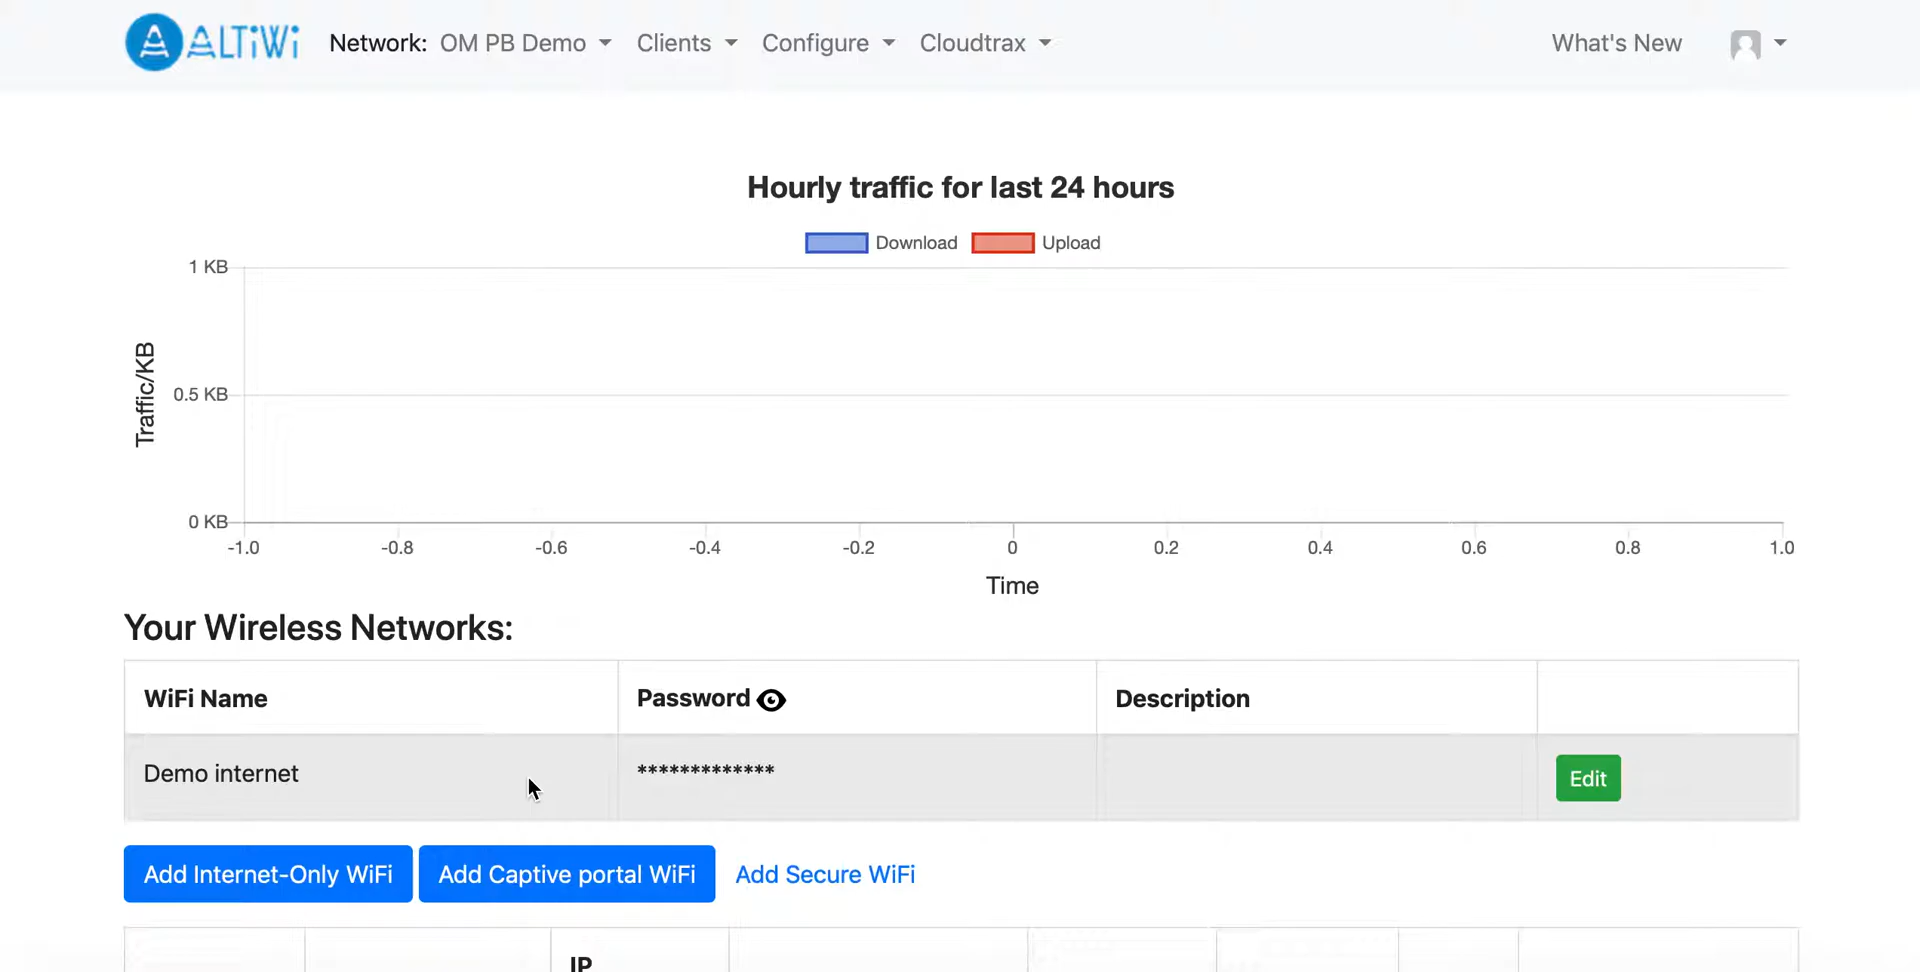 ALTiWi Network: OM PB Demo Clients Configure Cloudtrax What's New
Hourly traffic for last 24 hours
Download Upload
1 KB
0.5 KB
0 KB
Traffic/KB
-1.0 -0.8 -0.6 -0.4 -0.2 0 0.2 0.4 0.6 0.8 1.0
Time
Your Wireless Networks:
WiFi Name Password Description
Demo internet ************* Edit
Add Internet-Only WiFi Add Captive portal WiFi Add Secure WiFi
IP